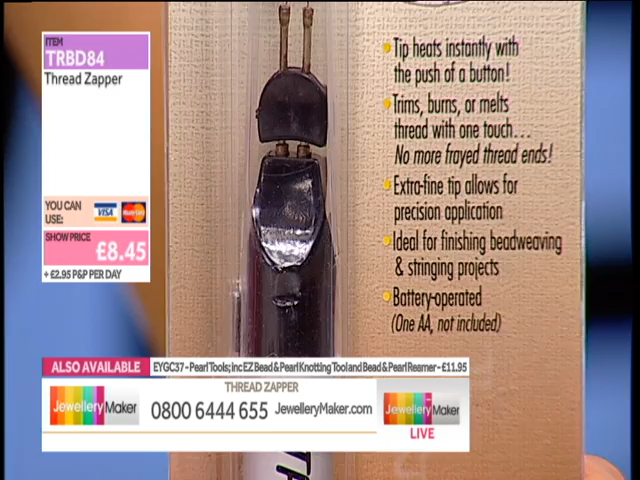 ITEM
TRBD84
Thread Zapper
YOU CAN
USE:
VISA
MasterCard
SHOW PRICE
£8.45
+ £2.95 P&P PER DAY
Tip heats instantly with
the push of a button!
Trims, burns, or melts
thread with one touch...
No more frayed thread ends!
Extra-fine tip allows for
precision application
Ideal for finishing beadweaving
& stringing projects
Battery-operated
(One AA, not included)
ALSO AVAILABLE
EYGC37 - Pearl Tools; inc EZ Bead & Pearl Knotting Tool and Bead & Pearl Reamer - £11.95
THREAD ZAPPER
JewelleryMaker
0800 6444 655
JewelleryMaker.com
JewelleryMaker
LIVE